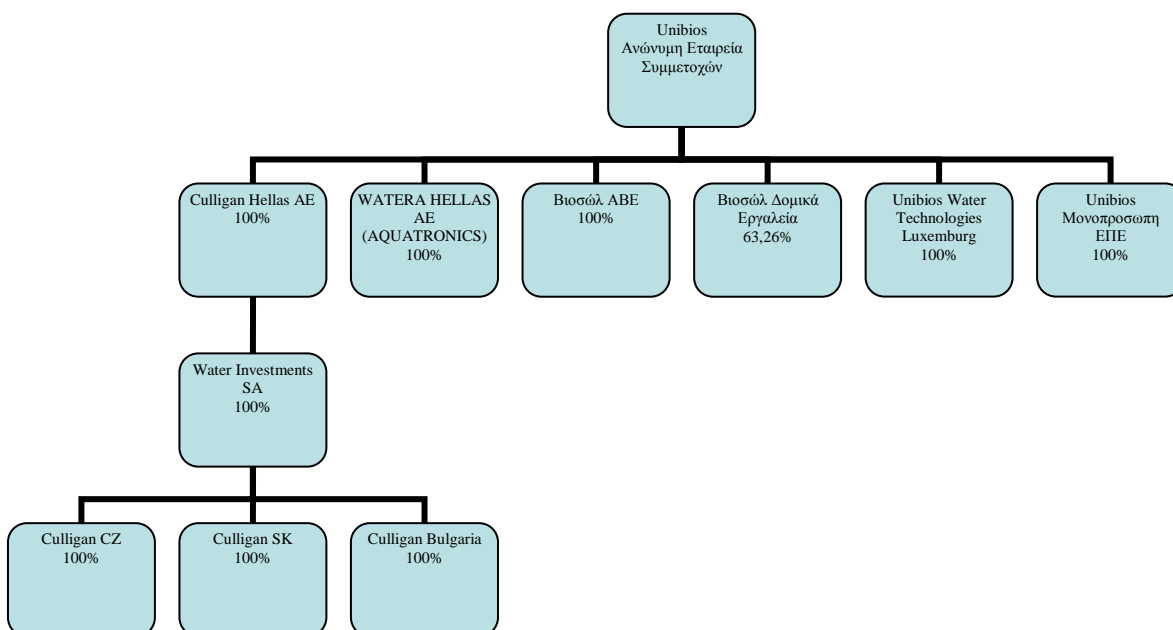 Unibios
Ανώνυμη Εταιρεία
Συμμετοχών
Culligan Hellas AE
100%
WATERA HELLAS
AE
(AQUATRONICS)
100%
Βιοσώλ ΑΒΕ
100%
Βιοσώλ Δομικά
Εργαλεία
63,26%
Unibios Water
Technologies
Luxemburg
100%
Unibios
Μονοπροσωπη
ΕΠΕ
100%
Water Investments
SA
100%
Culligan CZ
100%
Culligan SK
100%
Culligan Bulgaria
100%